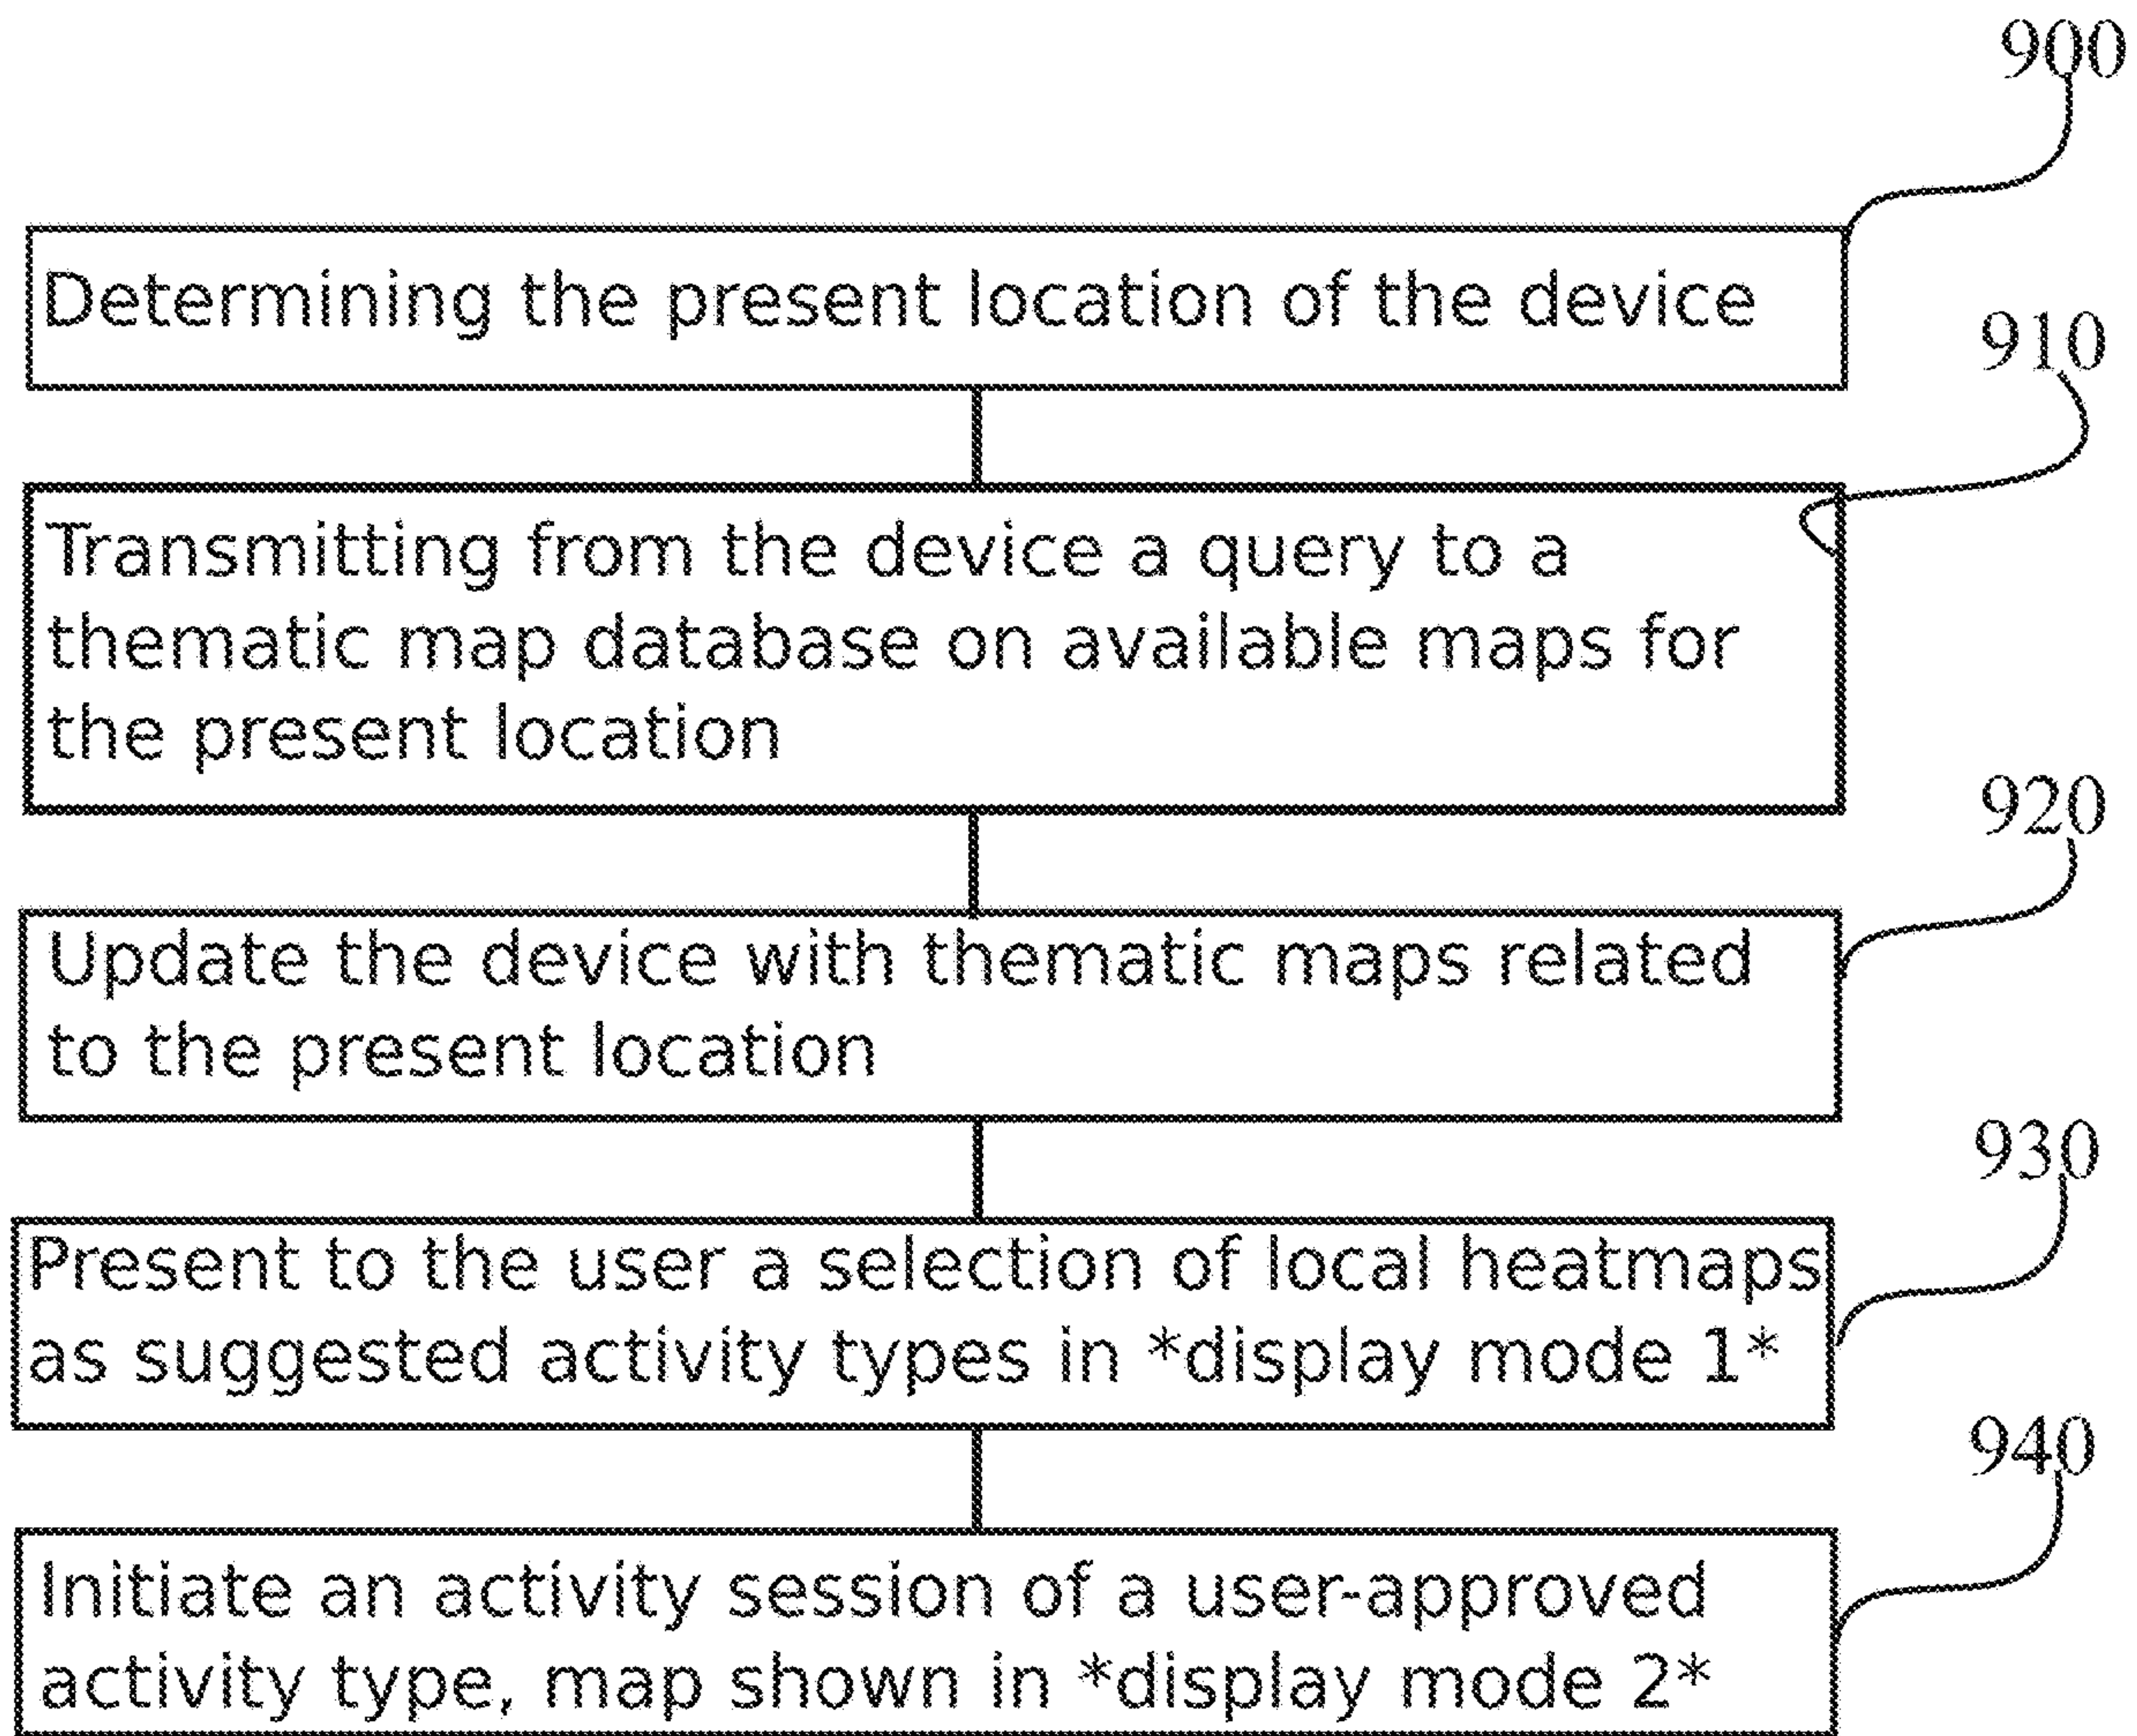 900
Determining the present location of the device
910
Transmitting from the device a query to a
thematic map database on available maps for
the present location
920
Update the device with thematic maps related
to the present location
930
Present to the user a selection of local heatmaps
as suggested activity types in *display mode 1*
940
Initiate an activity session of a user-approved
activity type, map shown in *display mode 2*